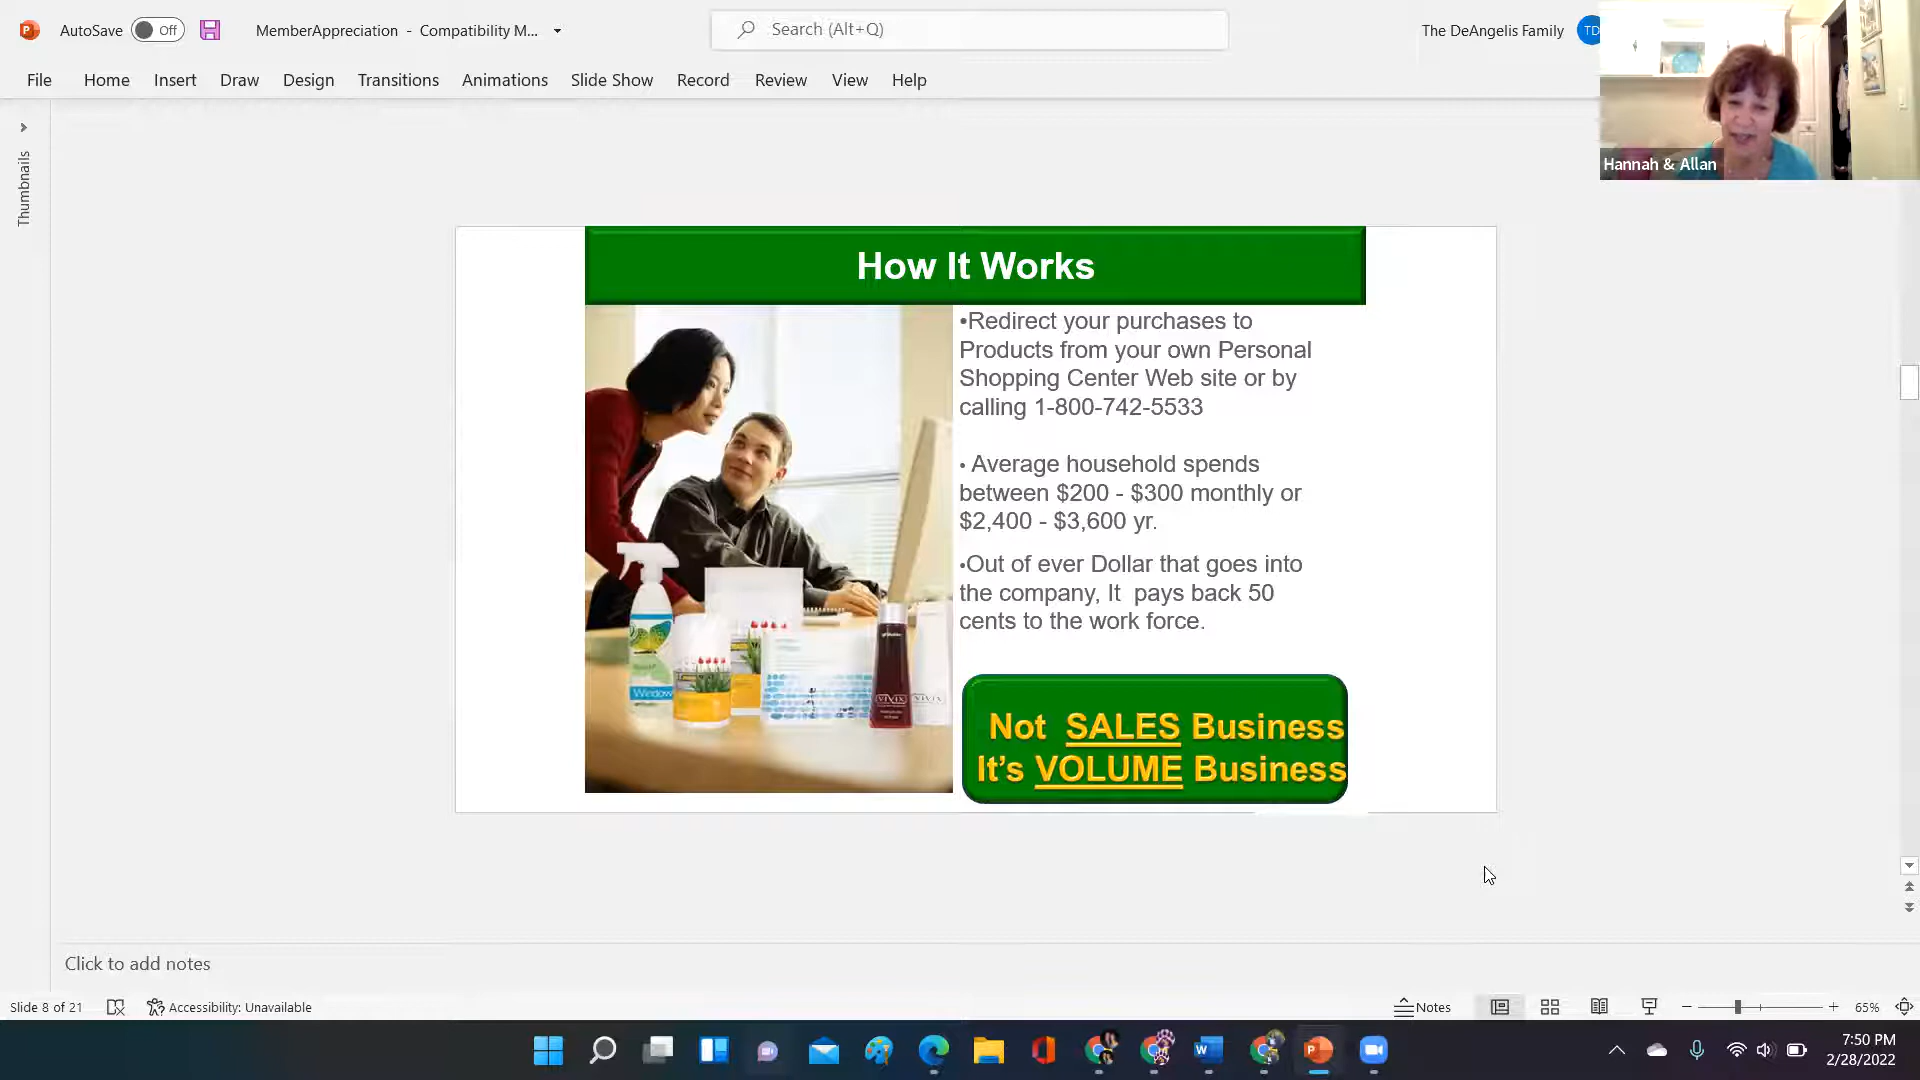 AutoSave
Off
MemberAppreciation - Compatibility M...
Search (Alt+Q)
The DeAngelis Family
TD
File
Home
Insert
Draw
Design
Transitions
Animations
Slide Show
Record
Review
View
Help
Hannah & Allan
Thumbnails
How It Works
•Redirect your purchases to
Products from your own Personal
Shopping Center Web site or by
calling 1-800-742-5533
• Average household spends
between $200 - $300 monthly or
$2,400 - $3,600 yr.
•Out of ever Dollar that goes into
the company, It pays back 50
cents to the work force.
Window
VIVIX
VIVIX
Not SALES Business
It's VOLUME Business
Click to add notes
Slide 8 of 21
Accessibility: Unavailable
Notes
65%
7:50 PM
2/28/2022